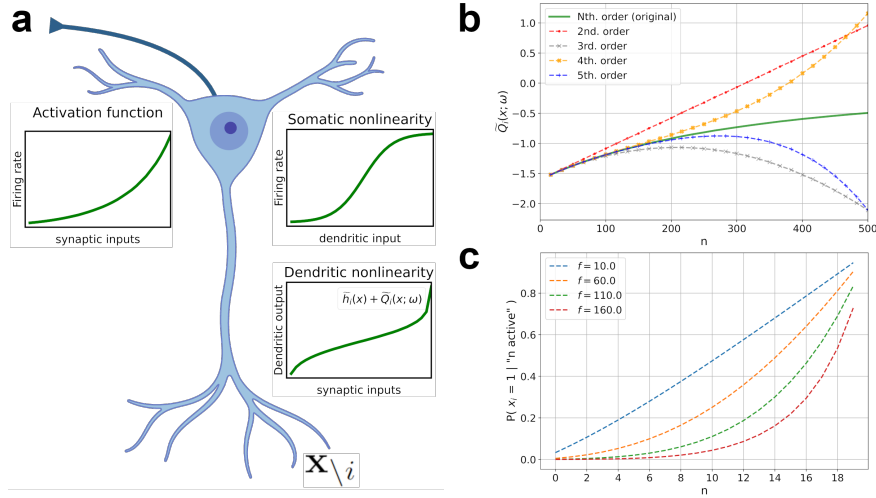 a
Activation function
Firing rate
synaptic inputs
Somatic nonlinearity
Firing rate
dendritic input
Dendritic nonlinearity
h̃ᵢ(x) + Q̃ᵢ(x; ω)
Dendritic output
synaptic inputs
x\i
b
Nth. order (original)
2nd. order
3rd. order
4th. order
5th. order
Q̃ᵢ(x; ω)
1.0
0.5
0.0
−0.5
−1.0
−1.5
−2.0
0 100 200 300 400 500
n
c
f = 10.0
f = 60.0
f = 110.0
f = 160.0
P( xᵢ = 1 | "n active" )
0.8
0.6
0.4
0.2
0.0
0 2 4 6 8 10 12 14 16 18
n